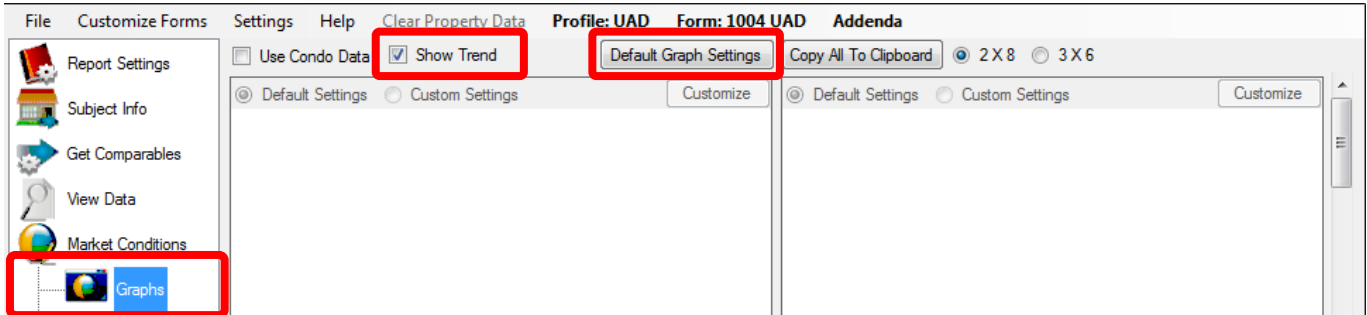 File Customize Forms Settings Help Clear Property Data Profile: UAD Form: 1004 UAD Addenda
Report Settings
Subject Info
Get Comparables
View Data
Market Conditions
Graphs
Use Condo Data Show Trend Default Graph Settings Copy All To Clipboard 2 X 8 3 X 6
Default Settings Custom Settings Customize
Default Settings Custom Settings Customize